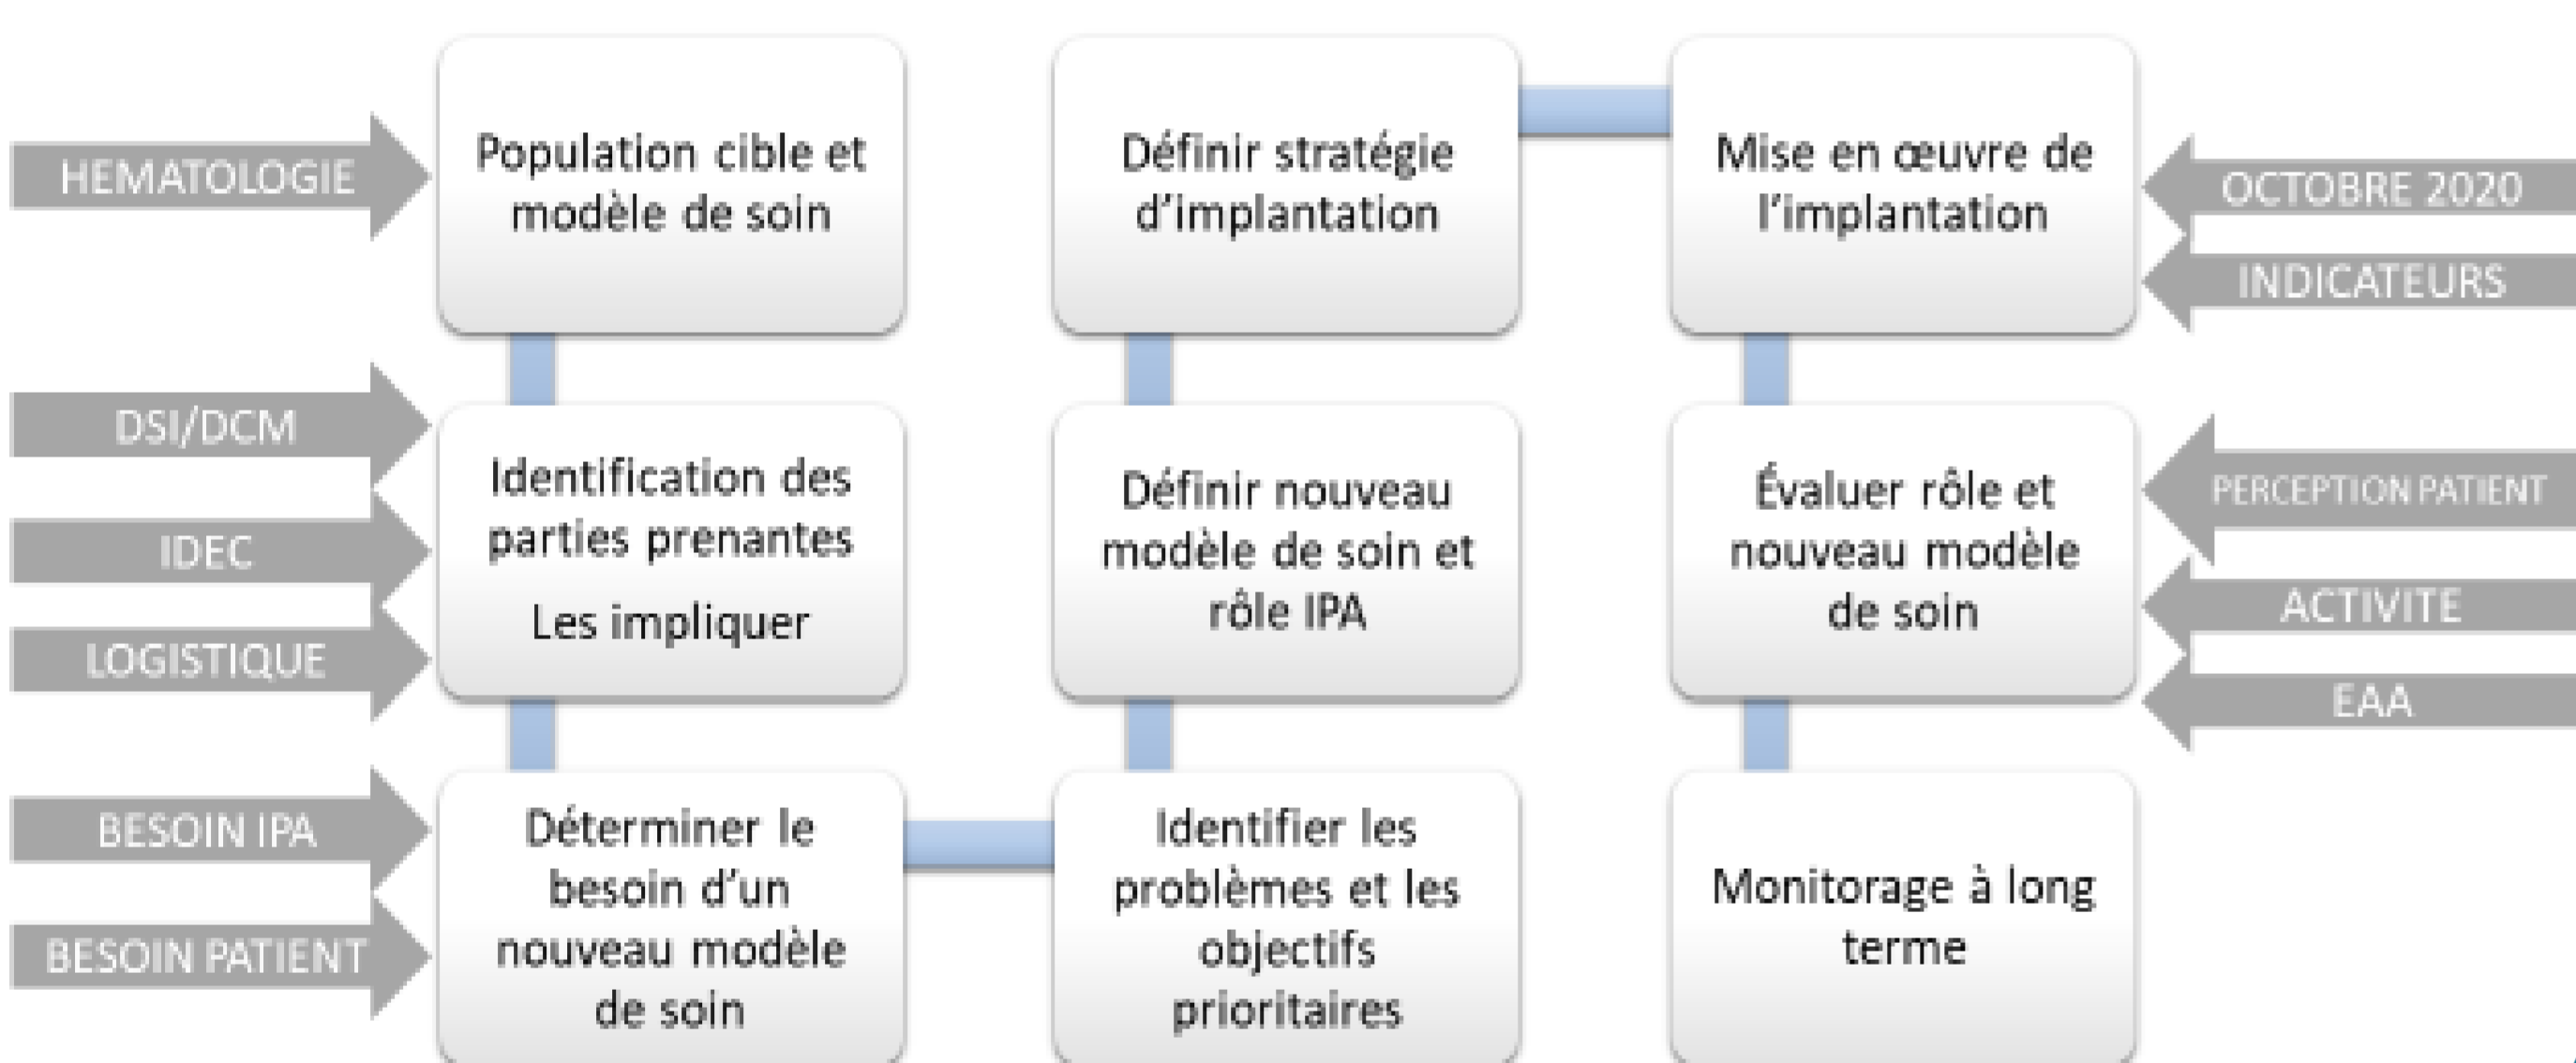 HEMATOLOGIE
Population cible et
modèle de soin
DSI/DCM
IDEC
LOGISTIQUE
Identification des
parties prenantes
Les impliquer
BESOIN IPA
BESOIN PATIENT
Déterminer le
besoin d’un
nouveau modèle
de soin
Identifier les
problèmes et les
objectifs
prioritaires
Définir nouveau
modèle de soin et
rôle IPA
Définir stratégie
d’implantation
Mise en œuvre de
l’implantation
OCTOBRE 2020
INDICATEURS
Évaluer rôle et
nouveau modèle
de soin
PERCEPTION PATIENT
ACTIVITE
EAA
Monitorage à long
terme